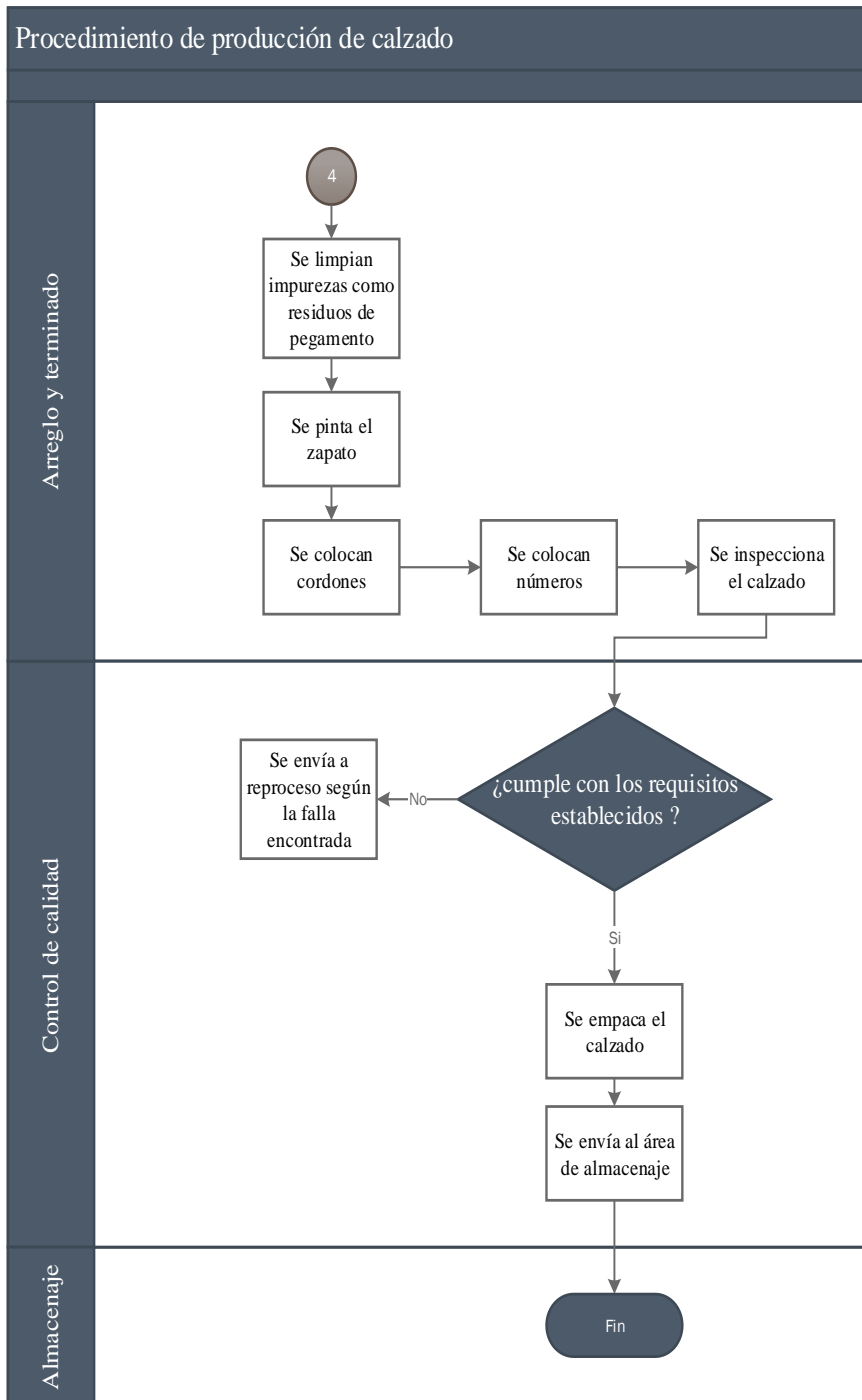 Procedimiento de producción de calzado
Arreglo y terminado
4
Se limpian
impurezas como
residuos de
pegamento
Se pinta el
zapato
Se colocan
cordones
Se colocan
números
Se inspecciona
el calzado
Control de calidad
¿cumple con los requisitos
establecidos ?
No
Se envía a
reproceso según
la falla
encontrada
Si
Se empaca el
calzado
Se envía al área
de almacenaje
Almacenaje
Fin